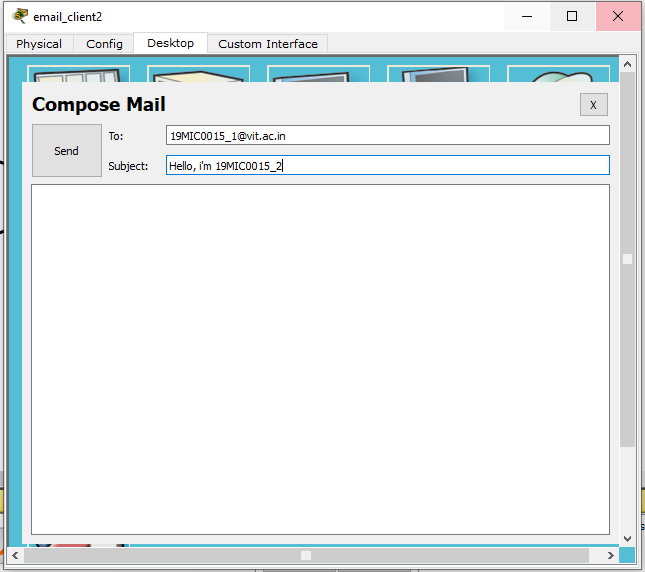 email_client2
Physical Config Desktop Custom Interface
Compose Mail X
Send
To: 19MIC0015_1@vit.ac.in
Subject: Hello, i'm 19MIC0015_2